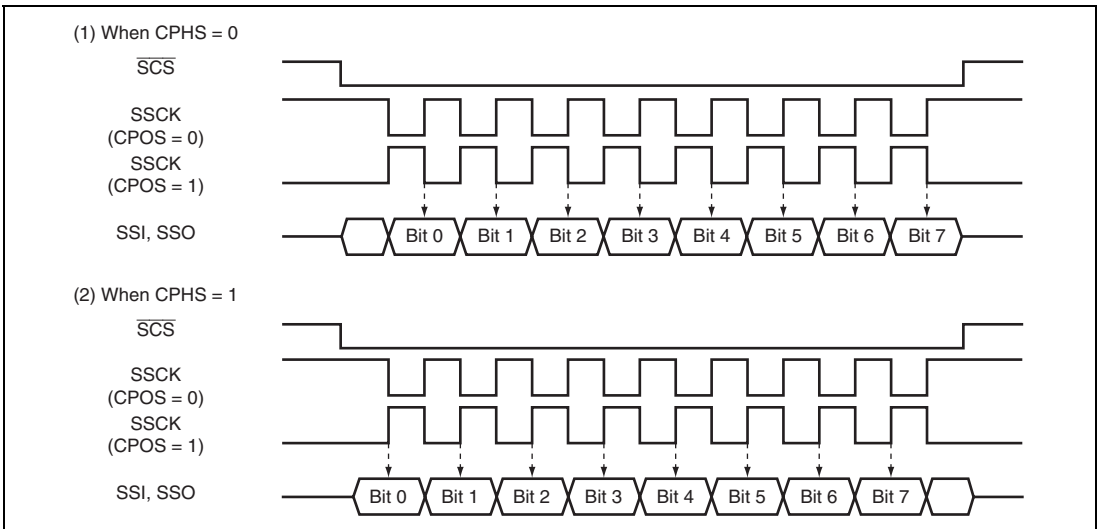 (1) When CPHS = 0
SCS
SSCK
(CPOS = 0)
SSCK
(CPOS = 1)
SSI, SSO
Bit 0 Bit 1 Bit 2 Bit 3 Bit 4 Bit 5 Bit 6 Bit 7
(2) When CPHS = 1
SCS
SSCK
(CPOS = 0)
SSCK
(CPOS = 1)
SSI, SSO
Bit 0 Bit 1 Bit 2 Bit 3 Bit 4 Bit 5 Bit 6 Bit 7